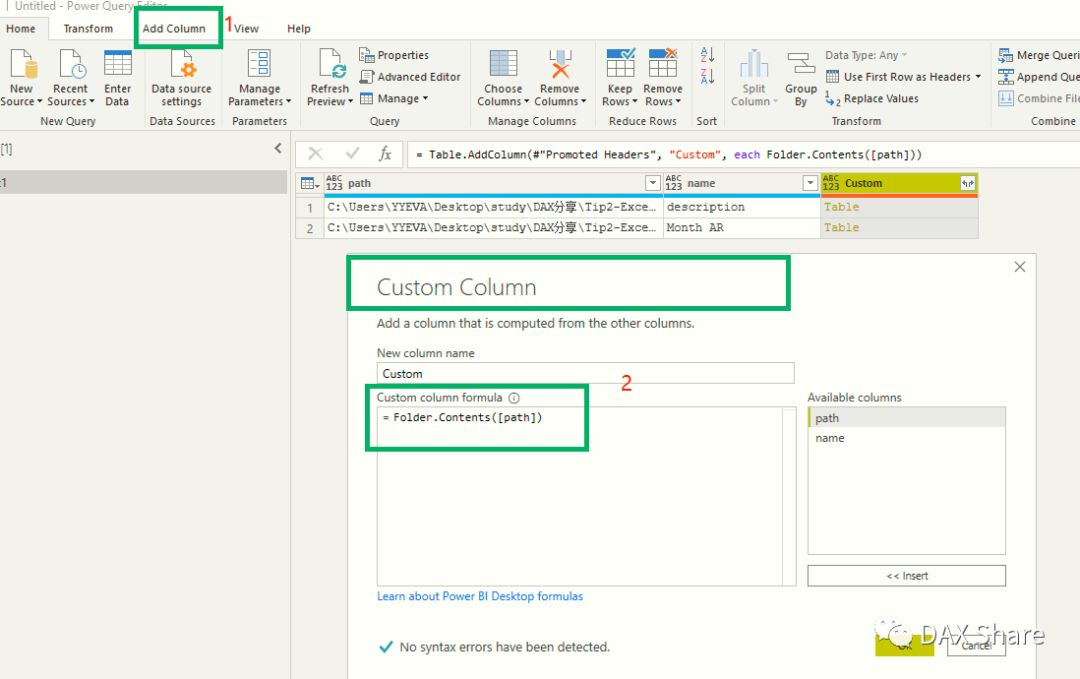 Untitled - Power Query Editor
Home Transform Add Column 1 View Help
New Source Recent Sources Enter Data Data source settings Manage Parameters Refresh Preview Properties Advanced Editor Manage Choose Columns Remove Columns Keep Rows Remove Rows Split Column Group By Data Type: Any Use First Row as Headers Replace Values Merge Queri Append Que Combine File
New Query Data Sources Parameters Query Manage Columns Reduce Rows Sort Transform Combine
[1]
fx = Table.AddColumn(#"Promoted Headers", "Custom", each Folder.Contents([path]))
ABC 123 path ABC 123 name ABC 123 Custom
1 C:\Users\YYEVA\Desktop\study\DAX分享\Tip2-Exce... description Table
2 C:\Users\YYEVA\Desktop\study\DAX分享\Tip2-Exce... Month AR Table
Custom Column
Add a column that is computed from the other columns.
New column name
Custom
2
Custom column formula
= Folder.Contents([path])
Available columns
path
name
<< Insert
Learn about Power BI Desktop formulas
No syntax errors have been detected.
OK Cancel
DAX Share